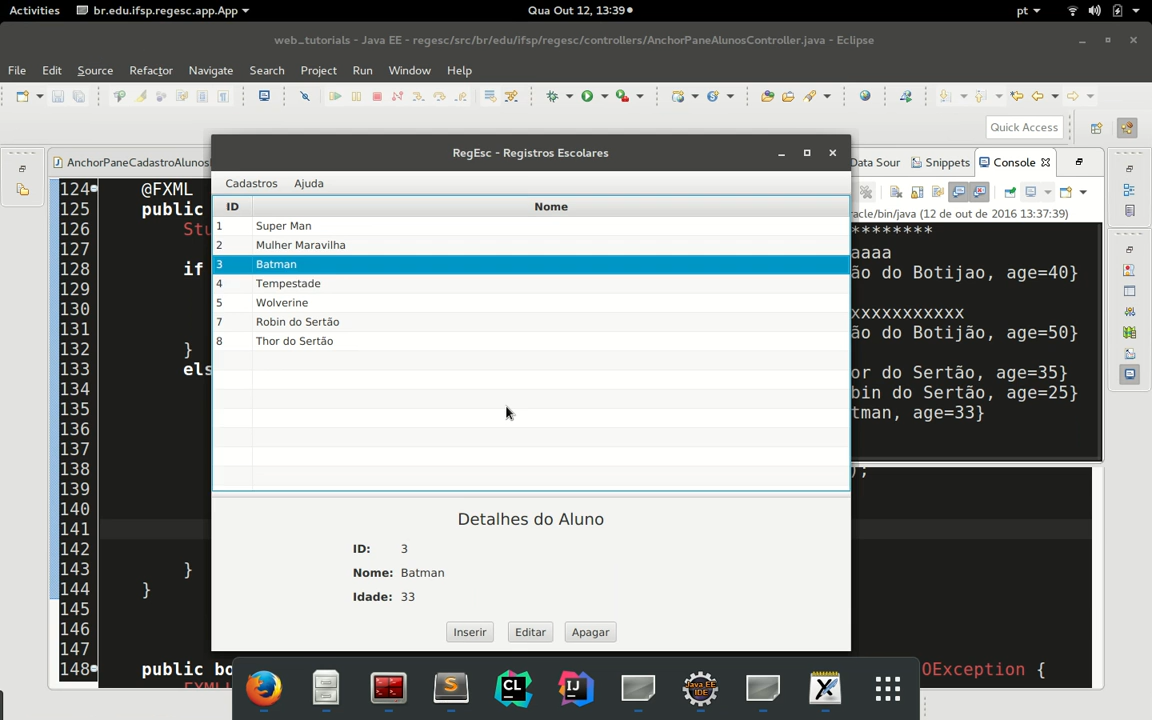 Activities br.edu.ifsp.regesc.app.App Qua Out 12, 13:39 pt
web_tutorials - Java EE - regesc/src/br/edu/ifsp/regesc/controllers/AnchorPaneAlunosController.java - Eclipse
File Edit Source Refactor Navigate Search Project Run Window Help
Quick Access
AnchorPaneCadastroAlunos
Data Sour Snippets Console
acle/bin/java (12 de out de 2016 13:37:39)
RegEsc - Registros Escolares
Cadastros Ajuda
ID Nome
1 Super Man
2 Mulher Maravilha
3 Batman
4 Tempestade
5 Wolverine
7 Robin do Sertão
8 Thor do Sertão
Detalhes do Aluno
ID: 3
Nome: Batman
Idade: 33
Inserir Editar Apagar
124 @FXML
125 public
126 Stu
127
128 if
129
130
131
132 }
133 els
134
135
136
137
138 );
139
140
141
142
143 }
144 }
145
146
147
148 public bo OException {
********
aaaa
ão do Botijao, age=40}
xxxxxxxxxxx
ão do Botijão, age=50}
or do Sertão, age=35}
bin do Sertão, age=25}
tman, age=33}
CL
IJ
Java EE
IDE